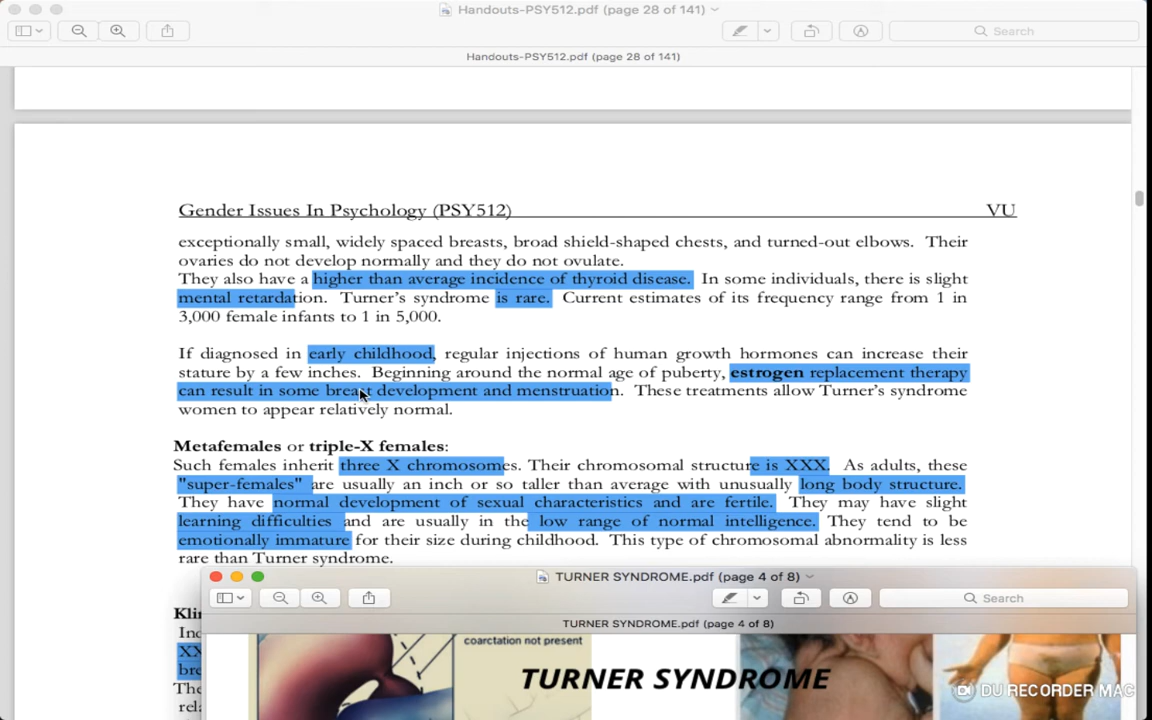 Handouts-PSY512.pdf (page 28 of 141)
Search
Handouts-PSY512.pdf (page 28 of 141)
Gender Issues In Psychology (PSY512) VU
exceptionally small, widely spaced breasts, broad shield-shaped chests, and turned-out elbows. Their
ovaries do not develop normally and they do not ovulate.
They also have a higher than average incidence of thyroid disease. In some individuals, there is slight
mental retardation. Turner's syndrome is rare. Current estimates of its frequency range from 1 in
3,000 female infants to 1 in 5,000.
If diagnosed in early childhood, regular injections of human growth hormones can increase their
stature by a few inches. Beginning around the normal age of puberty, estrogen replacement therapy
can result in some breast development and menstruation. These treatments allow Turner's syndrome
women to appear relatively normal.
Metafemales or triple-X females:
Such females inherit three X chromosomes. Their chromosomal structure is XXX. As adults, these
"super-females" are usually an inch or so taller than average with unusually long body structure.
They have normal development of sexual characteristics and are fertile. They may have slight
learning difficulties and are usually in the low range of normal intelligence. They tend to be
emotionally immature for their size during childhood. This type of chromosomal abnormality is less
rare than Turner syndrome.
Klin
Inc
XX
bre
The
rela
TURNER SYNDROME.pdf (page 4 of 8)
Search
TURNER SYNDROME.pdf (page 4 of 8)
coarctation not present
TURNER SYNDROME
DU RECORDER MAC